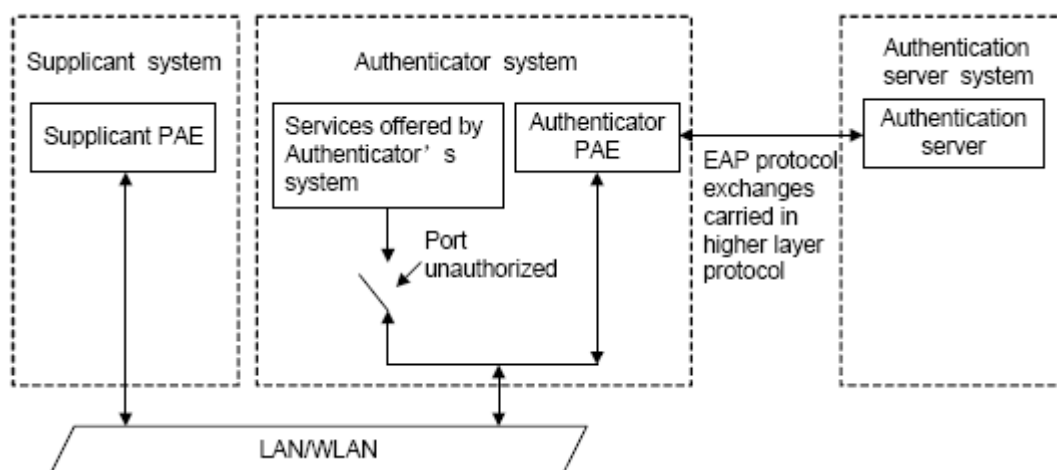 Supplicant system
Supplicant PAE
Authenticator system
Services offered by
Authenticator's
system
Authenticator
PAE
Port
unauthorized
EAP protocol
exchanges
carried in
higher layer
protocol
Authentication
server system
Authentication
server
LAN/WLAN